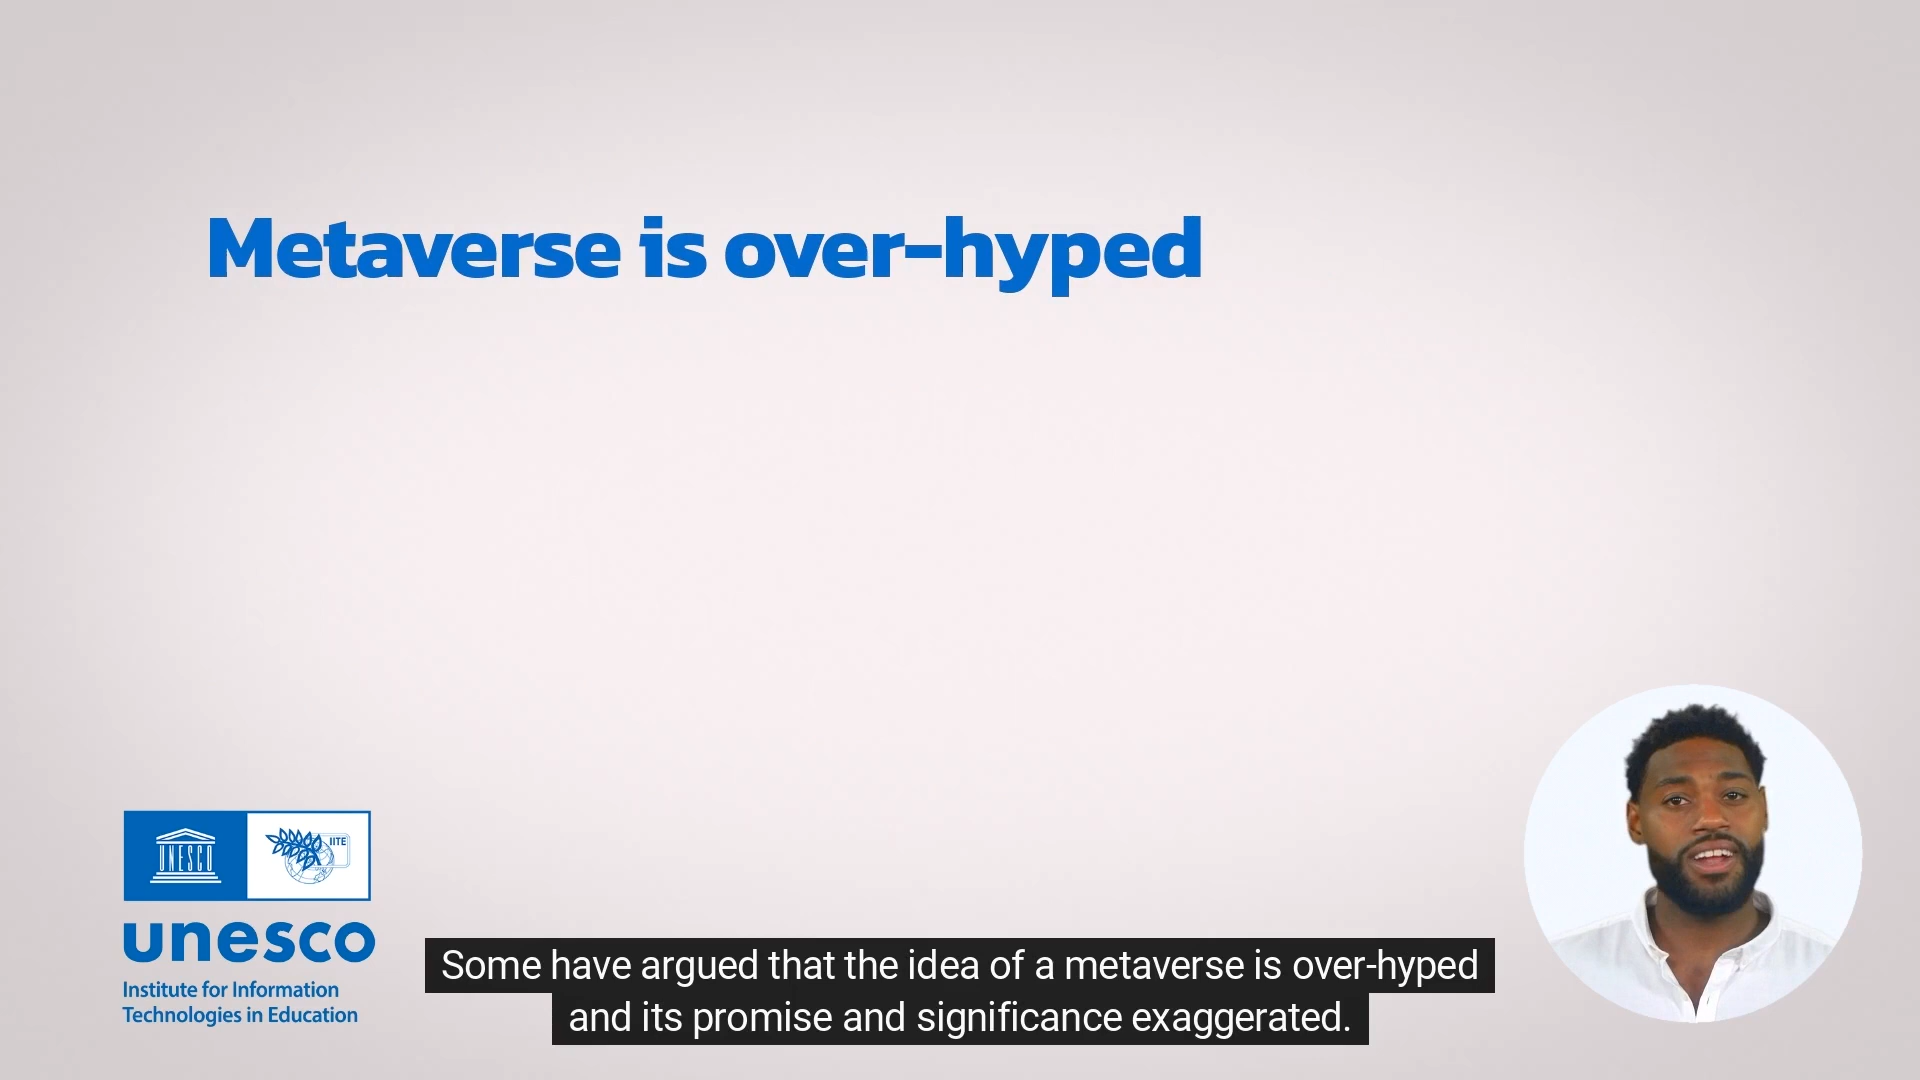 Metaverse is over-hyped
UNESCO
IITE
unesco
Institute for Information
Technologies in Education
Some have argued that the idea of a metaverse is over-hyped
and its promise and significance exaggerated.